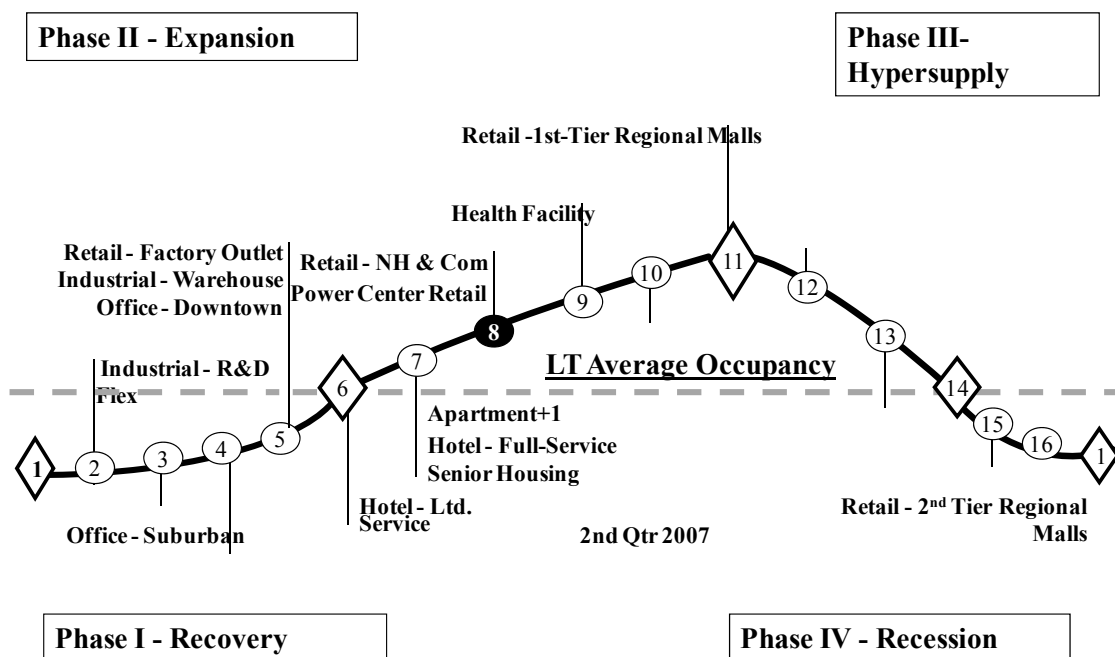 Phase II - Expansion
Phase III-
Hypersupply
Retail -1st-Tier Regional Malls
Health Facility
Retail - Factory Outlet
Industrial - Warehouse
Office - Downtown
Retail - NH & Com
Power Center Retail
Industrial - R&D
Flex
LT Average Occupancy
1
2
3
4
5
6
7
8
9
10
11
12
13
14
15
16
1
Apartment+1
Hotel - Full-Service
Senior Housing
Hotel - Ltd.
Service
Office - Suburban
2nd Qtr 2007
Retail - 2nd Tier Regional
Malls
Phase I - Recovery
Phase IV - Recession